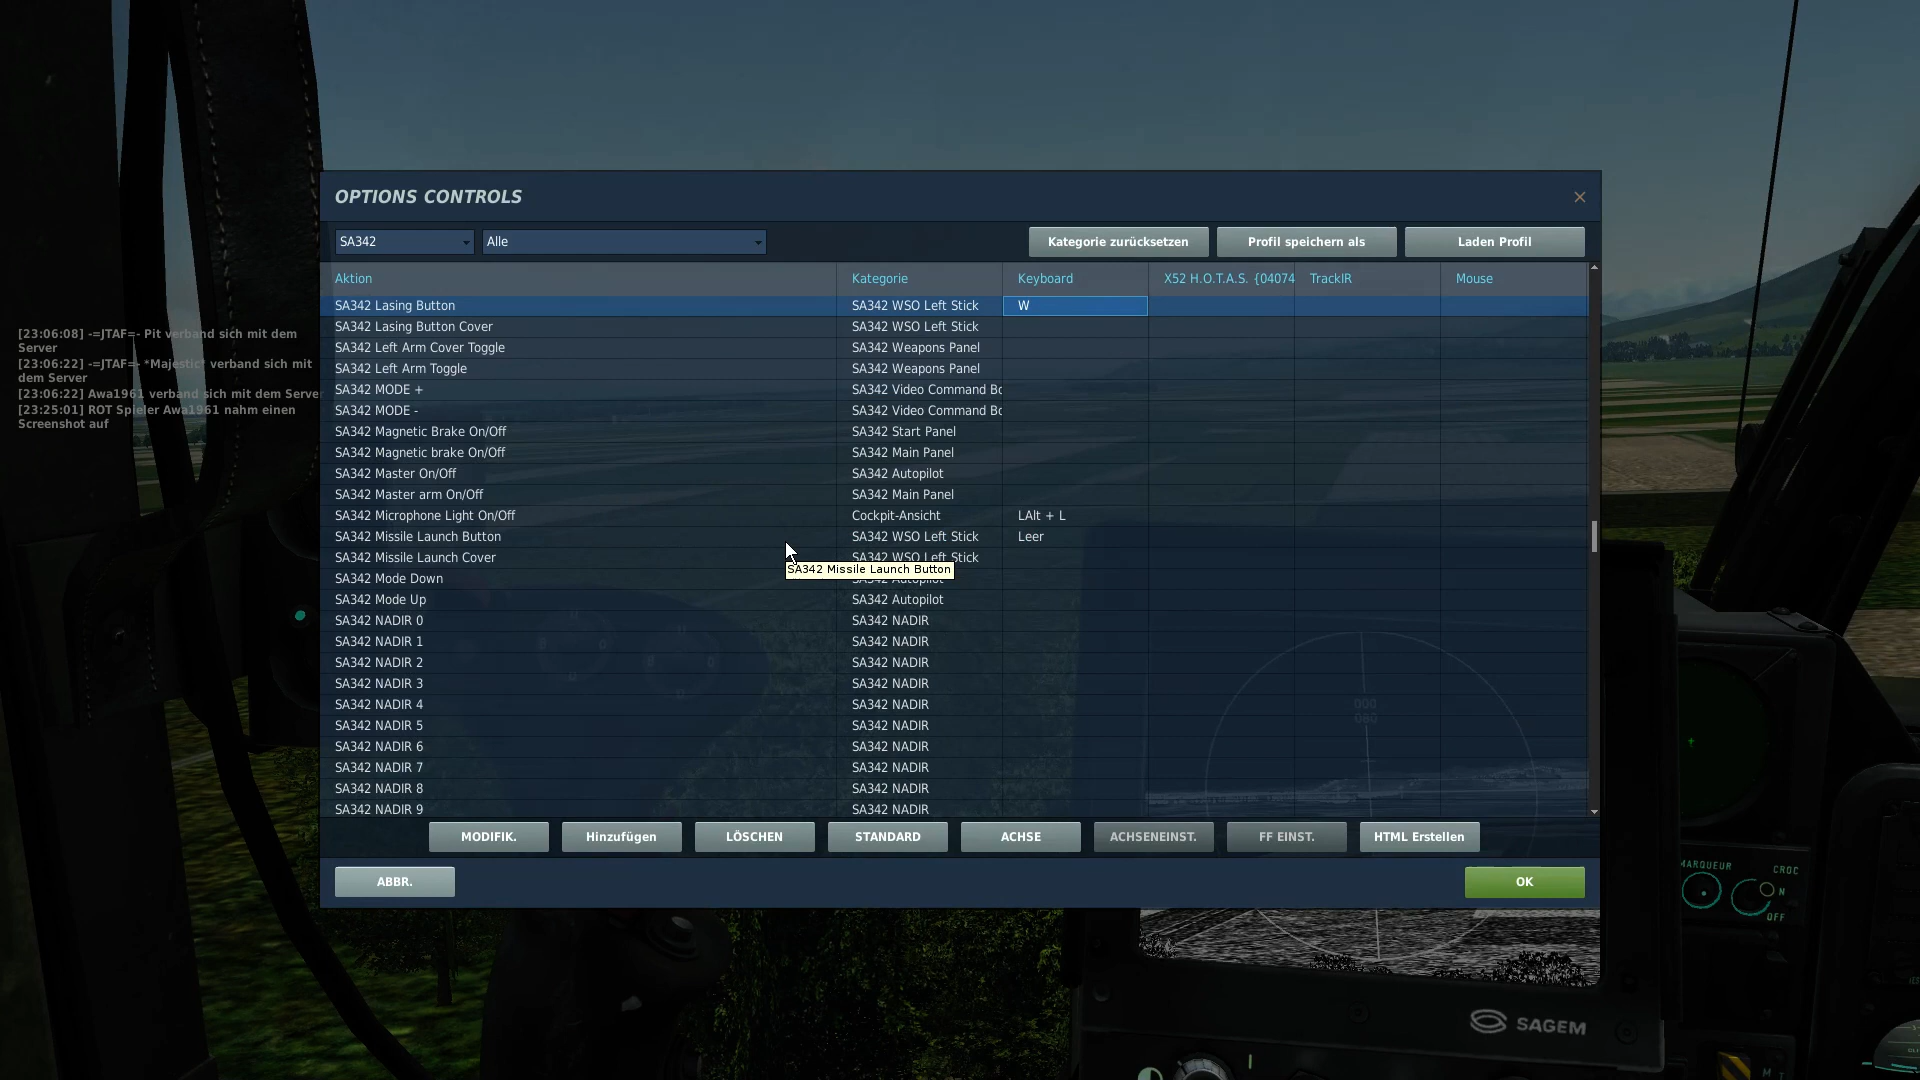 OPTIONS CONTROLS
SA342 Alle Kategorie zurücksetzen Profil speichern als Laden Profil
Aktion Kategorie Keyboard X52 H.O.T.A.S. {04074 TrackIR Mouse
SA342 Lasing Button SA342 WSO Left Stick W
SA342 Lasing Button Cover SA342 WSO Left Stick
SA342 Left Arm Cover Toggle SA342 Weapons Panel
SA342 Left Arm Toggle SA342 Weapons Panel
SA342 MODE + SA342 Video Command Bo
SA342 MODE - SA342 Video Command Bo
SA342 Magnetic Brake On/Off SA342 Start Panel
SA342 Magnetic brake On/Off SA342 Main Panel
SA342 Master On/Off SA342 Autopilot
SA342 Master arm On/Off SA342 Main Panel
SA342 Microphone Light On/Off Cockpit-Ansicht LAlt + L
SA342 Missile Launch Button SA342 WSO Left Stick Leer
SA342 Missile Launch Cover SA342 WSO Left Stick
SA342 Missile Launch Button
SA342 Mode Down SA342 Autopilot
SA342 Mode Up SA342 Autopilot
SA342 NADIR 0 SA342 NADIR
SA342 NADIR 1 SA342 NADIR
SA342 NADIR 2 SA342 NADIR
SA342 NADIR 3 SA342 NADIR
SA342 NADIR 4 SA342 NADIR
SA342 NADIR 5 SA342 NADIR
SA342 NADIR 6 SA342 NADIR
SA342 NADIR 7 SA342 NADIR
SA342 NADIR 8 SA342 NADIR
SA342 NADIR 9 SA342 NADIR
MODIFIK. Hinzufügen LÖSCHEN STANDARD ACHSE ACHSENEINST. FF EINST. HTML Erstellen
ABBR. OK
[23:06:08] -=JTAF=- Pit verband sich mit dem
Server
[23:06:22] -=JTAF=- *Majestic* verband sich mit
dem Server
[23:06:22] Awa1961 verband sich mit dem Server
[23:25:01] ROT Spieler Awa1961 nahm einen
Screenshot auf
000
080
MARQUEUR CROC
N
OFF
SAGEM